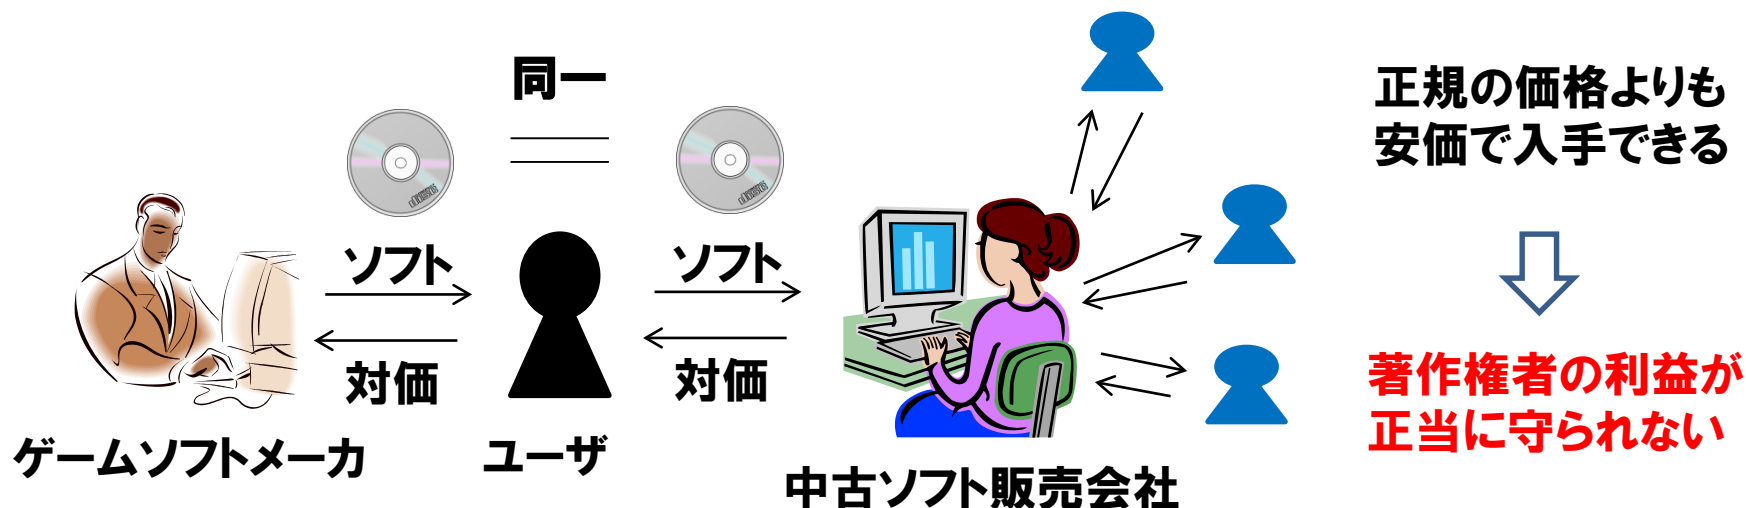 同一
正規の価格よりも
安価で入手できる
ソフト
ソフト
対価
対価
著作権者の利益が
正当に守られない
ゲームソフトメーカ
ユーザ
中古ソフト販売会社